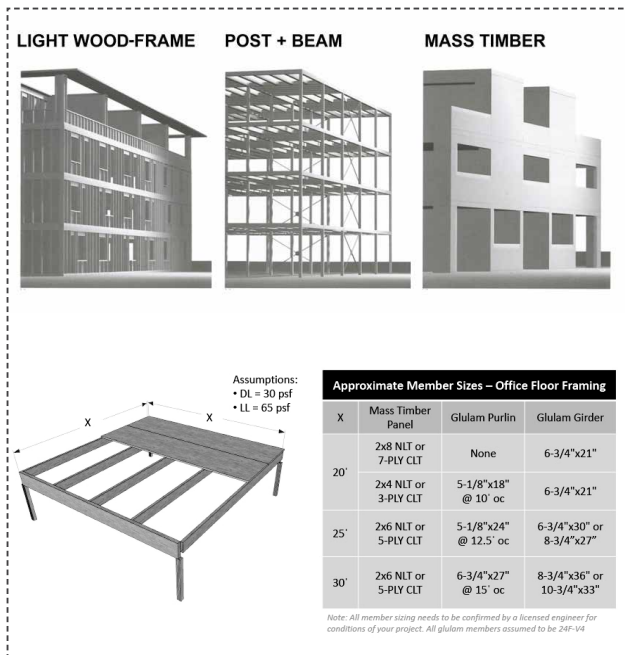 LIGHT WOOD-FRAME POST + BEAM MASS TIMBER
Assumptions:
• DL = 30 psf
• LL = 65 psf
X
X
Approximate Member Sizes – Office Floor Framing
X Mass Timber Panel Glulam Purlin Glulam Girder
20' 2x8 NLT or 7-PLY CLT None 6-3/4"x21"
2x4 NLT or 3-PLY CLT 5-1/8"x18" @ 10' oc 6-3/4"x21"
25' 2x6 NLT or 5-PLY CLT 5-1/8"x24" @ 12.5' oc 6-3/4"x30" or 8-3/4"x27"
30' 2x6 NLT or 5-PLY CLT 6-3/4"x27" @ 15' oc 8-3/4"x36" or 10-3/4"x33"
Note: All member sizing needs to be confirmed by a licensed engineer for
conditions of your project. All glulam members assumed to be 24F-V4